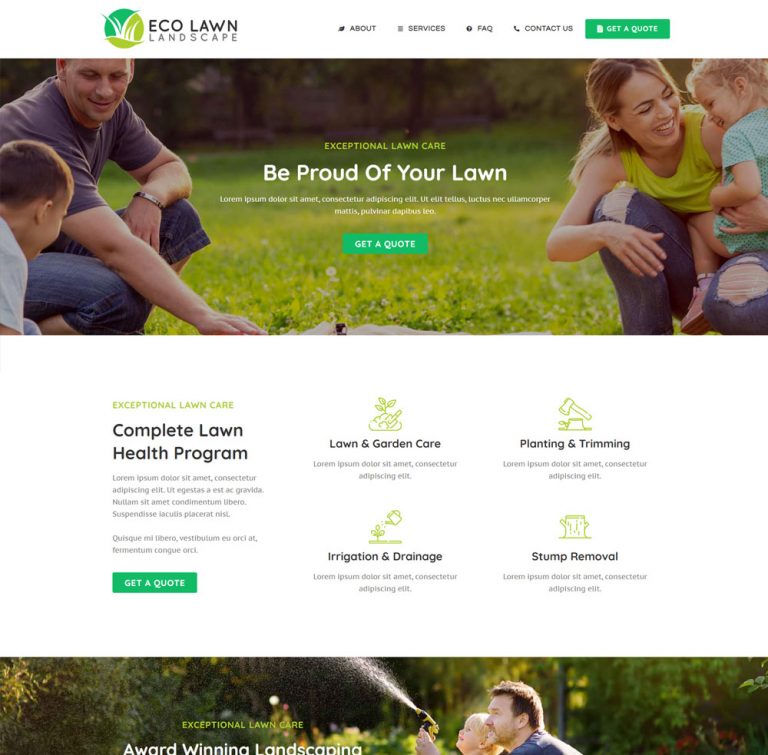 ECO LAWN
LANDSCAPE
ABOUT
SERVICES
FAQ
CONTACT US
GET A QUOTE
EXCEPTIONAL LAWN CARE
Be Proud Of Your Lawn
Lorem ipsum dolor sit amet, consectetur adipiscing elit. Ut elit tellus, luctus nec ullamcorper
mattis, pulvinar dapibus leo.
GET A QUOTE
EXCEPTIONAL LAWN CARE
Complete Lawn
Health Program
Lorem ipsum dolor sit amet, consectetur
adipiscing elit. Ut egestas a est ac gravida.
Nullam sit amet condimentum libero.
Suspendisse iaculis placerat nisl.
Quisque mi libero, vestibulum eu orci at,
fermentum congue orci.
GET A QUOTE
Lawn & Garden Care
Lorem ipsum dolor sit amet, consectetur
adipiscing elit.
Planting & Trimming
Lorem ipsum dolor sit amet, consectetur
adipiscing elit.
Irrigation & Drainage
Lorem ipsum dolor sit amet, consectetur
adipiscing elit.
Stump Removal
Lorem ipsum dolor sit amet, consectetur
adipiscing elit.
EXCEPTIONAL LAWN CARE
Award Winning Landscaping